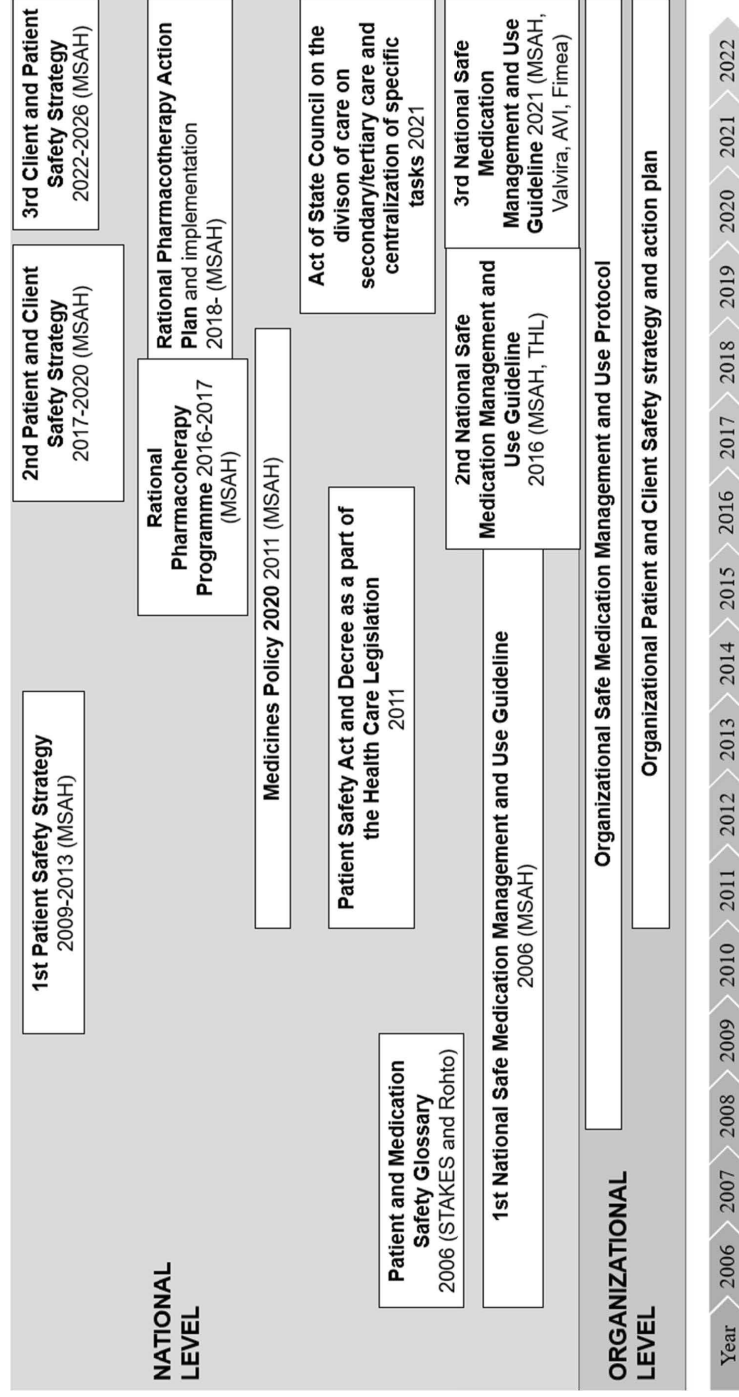 NATIONAL
LEVEL
1st Patient Safety Strategy
2009-2013 (MSAH)
2nd Patient and Client
Safety Strategy
2017-2020 (MSAH)
3rd Client and Patient
Safety Strategy
2022-2026 (MSAH)
Rational
Pharmacoherapy
Programme 2016-2017
(MSAH)
Rational Pharmacotherapy Action
Plan and implementation
2018- (MSAH)
Medicines Policy 2020 2011 (MSAH)
Patient Safety Act and Decree as a part of
the Health Care Legislation
2011
Act of State Council on the
divison of care on
secondary/tertiary care and
centralization of specific
tasks 2021
Patient and Medication
Safety Glossary
2006 (STAKES and Rohto)
1st National Safe Medication Management and Use Guideline
2006 (MSAH)
2nd National Safe
Medication Management and
Use Guideline
2016 (MSAH, THL)
3rd National Safe
Medication
Management and Use
Guideline 2021 (MSAH,
Valvira, AVI, Fimea)
ORGANIZATIONAL
LEVEL
Organizational Safe Medication Management and Use Protocol
Organizational Patient and Client Safety strategy and action plan
Year 2006 2007 2008 2009 2010 2011 2012 2013 2014 2015 2016 2017 2018 2019 2020 2021 2022